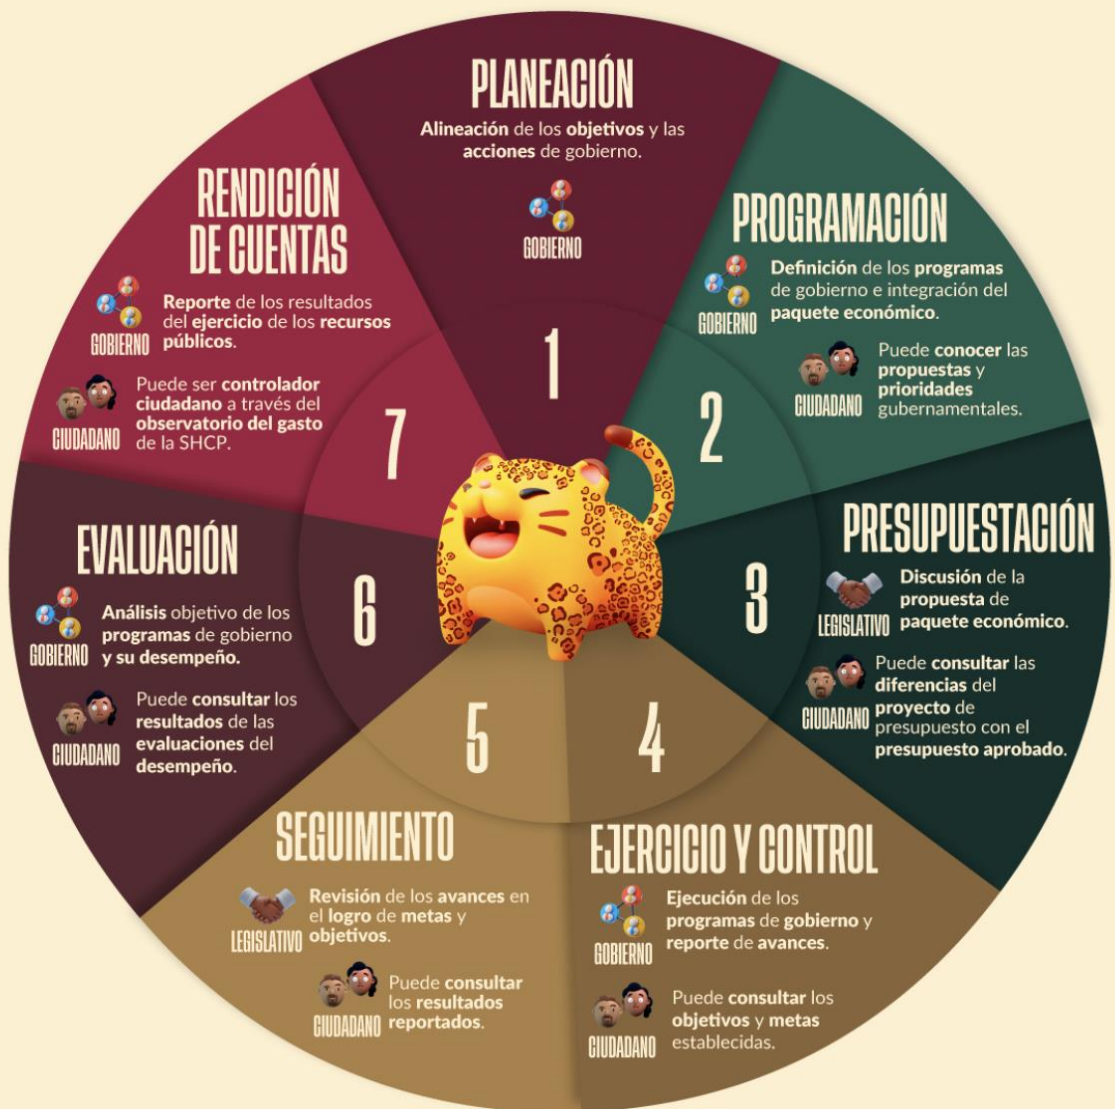 PLANEACIÓN
Alineación de los objetivos y las
acciones de gobierno.
GOBIERNO
1
PROGRAMACIÓN
GOBIERNO
Definición de los programas
de gobierno e integración del
paquete económico.
CIUDADANO
Puede conocer las
propuestas y
prioridades
gubernamentales.
2
PRESUPUESTACIÓN
LEGISLATIVO
Discusión de la
propuesta de
paquete económico.
CIUDADANO
Puede consultar las
diferencias del
proyecto de
presupuesto con el
presupuesto aprobado.
3
EJERCICIO Y CONTROL
GOBIERNO
Ejecución de los
programas de gobierno y
reporte de avances.
CIUDADANO
Puede consultar los
objetivos y metas
establecidas.
4
SEGUIMIENTO
LEGISLATIVO
Revisión de los avances en
el logro de metas y
objetivos.
CIUDADANO
Puede consultar
los resultados
reportados.
5
EVALUACIÓN
GOBIERNO
Análisis objetivo de los
programas de gobierno
y su desempeño.
CIUDADANO
Puede consultar los
resultados de las
evaluaciones del
desempeño.
6
RENDICIÓN
DE CUENTAS
GOBIERNO
Reporte de los resultados
del ejercicio de los recursos
públicos.
CIUDADANO
Puede ser controlador
ciudadano a través del
observatorio del gasto
de la SHCP.
7